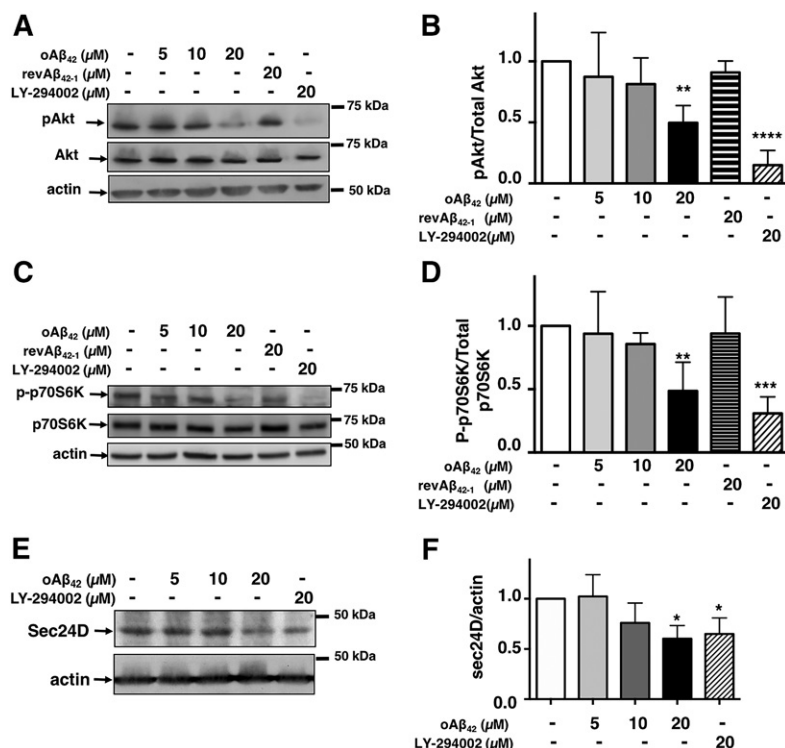 A
oAβ42 (µM) - 5 10 20 - -
revAβ42-1 (µM) - - - - 20 -
LY-294002 (µM) - - - - - 20
75 kDa
pAkt
75 kDa
Akt
actin
50 kDa
B
pAkt/Total Akt
1.0
0.5
0.0
**
****
oAβ42 (µM) - 5 10 20 - -
revAβ42-1 (µM) - - - - 20 -
LY-294002(µM) - - - - - 20
C
oAβ42 (µM) - 5 10 20 - -
revAβ42-1 (µM) - - - - 20 -
LY-294002 (µM) - - - - - 20
p-p70S6K
75 kDa
p70S6K
75 kDa
50 kDa
actin
D
P-p70S6K/Total
p70S6K
1.0
0.5
0.0
**
***
oAβ42 (µM) - 5 10 20 - -
revAβ42-1 (µM) - - - - 20 -
LY-294002(µM) - - - - - 20
E
oAβ42 (µM) - 5 10 20 -
LY-294002 (µM) - - - - 20
50 kDa
Sec24D
50 kDa
actin
F
sec24D/actin
1.0
0.5
0.0
*
*
oAβ42 (µM) - 5 10 20 -
LY-294002 (µM) - - - - 20